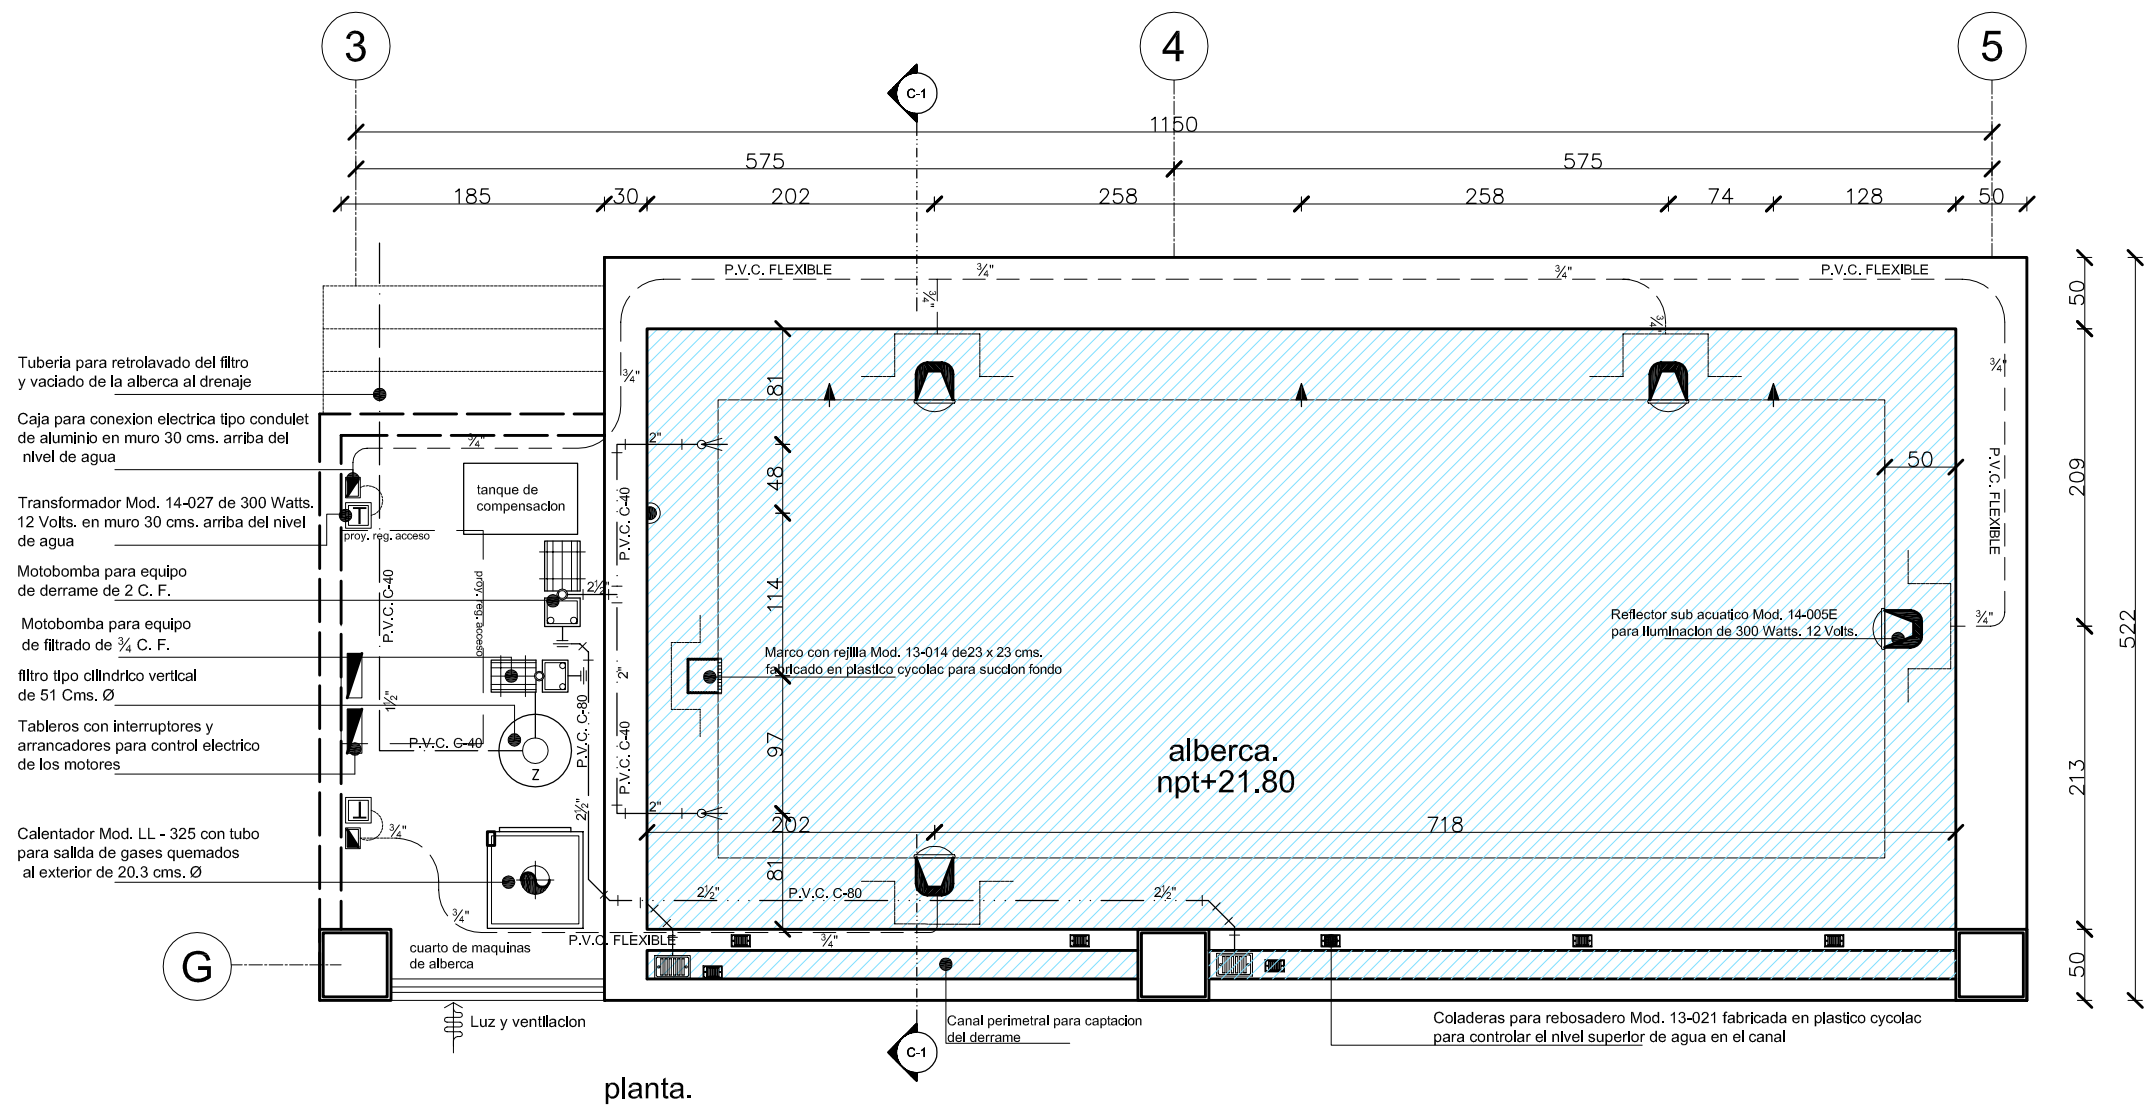 3
4
5
C-1
1150
575
575
185
30
202
258
258
74
128
50
P.V.C. FLEXIBLE
¾"
¾"
P.V.C. FLEXIBLE
¾"
¾"
50
Tuberia para retrolavado del filtro
y vaciado de la alberca al drenaje
¾"
¾"
81
Caja para conexion electrica tipo condulet
de aluminio en muro 30 cms. arriba del
nivel de agua
¾"
2"
48
50
209
P.V.C. FLEXIBLE
tanque de
compensacion
P.V.C. C-40
Transformador Mod. 14-027 de 300 Watts.
12 Volts. en muro 30 cms. arriba del nivel
de agua
proy. reg. acceso
Motobomba para equipo
de derrame de 2 C. F.
P.V.C. C-40
proy. reg. acceso
2½"
114
Reflector sub acuatico Mod. 14-005E
para iluminacion de 300 Watts. 12 Volts.
¾"
522
Motobomba para equipo
de filtrado de ¾ C. F.
Marco con rejilla Mod. 13-014 de23 x 23 cms.
fabricado en plastico cycolac para succion fondo
2"
filtro tipo cilindrico vertical
de 51 Cms. Ø
1½"
P.V.C. C-80
Tableros con interruptores y
arrancadores para control electrico
de los motores
P.V.C. C-40
P.V.C. C-40
97
Z
alberca.
npt+21.80
213
2½"
2"
202
718
Calentador Mod. LL - 325 con tubo
para salida de gases quemados
al exterior de 20.3 cms. Ø
¾"
81
2½"
P.V.C. C-80
2½"
¾"
P.V.C. FLEXIBLE
¾"
cuarto de maquinas
de alberca
G
50
Luz y ventilacion
Canal perimetral para captacion
del derrame
Coladeras para rebosadero Mod. 13-021 fabricada en plastico cycolac
para controlar el nivel superior de agua en el canal
C-1
planta.